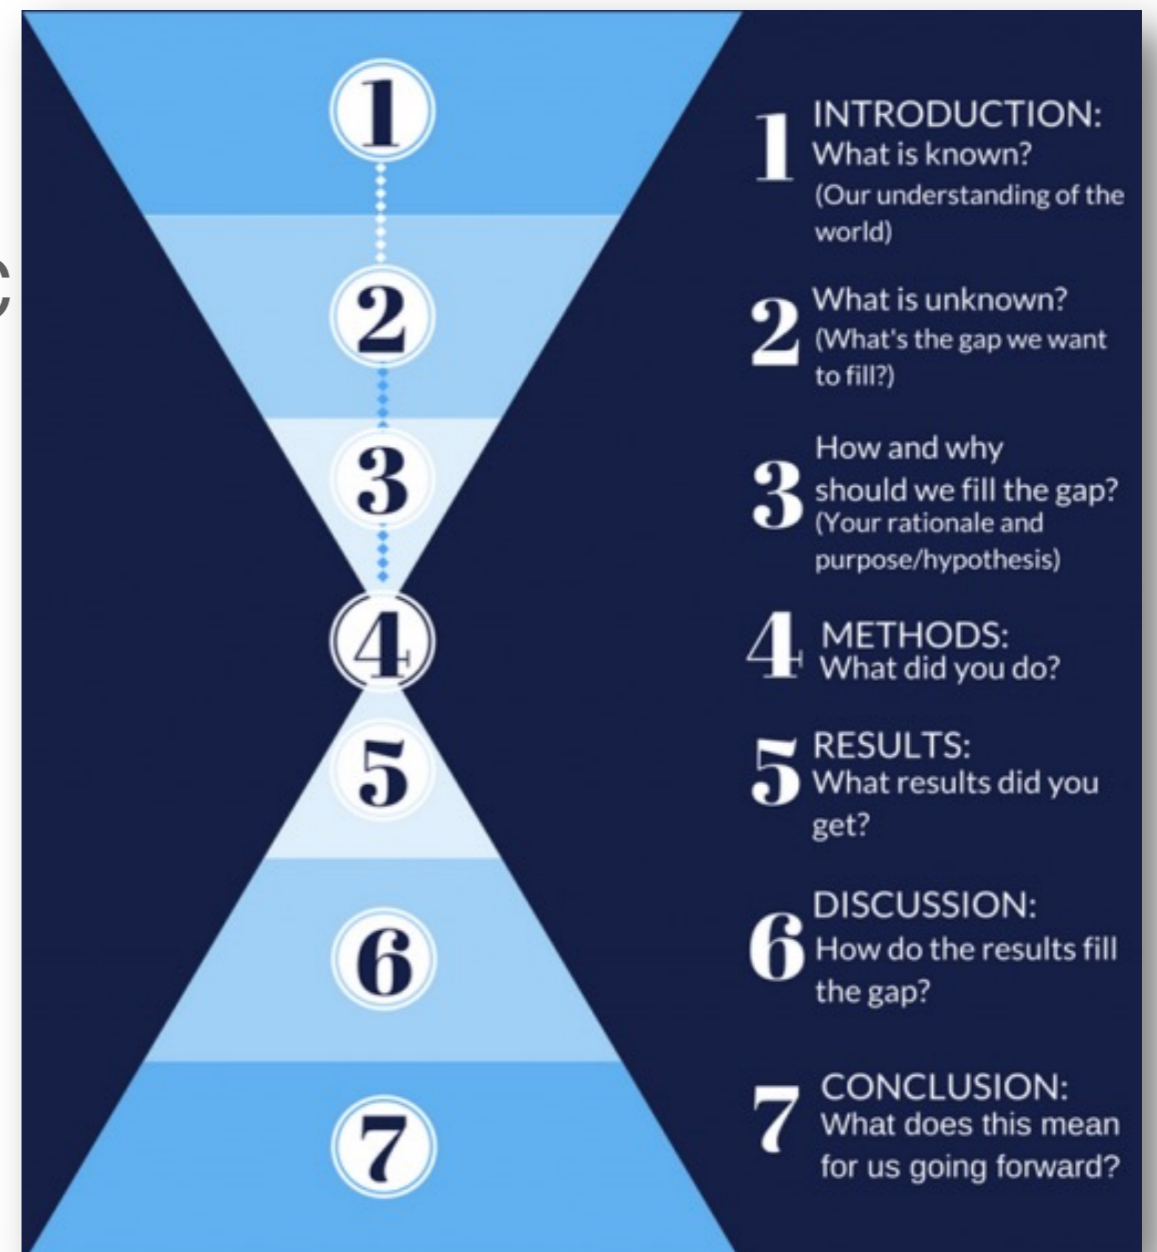 1
2
3
4
5
6
7
1 INTRODUCTION:
What is known?
(Our understanding of the
world)
2 What is unknown?
(What's the gap we want
to fill?)
3 How and why
should we fill the gap?
(Your rationale and
purpose/hypothesis)
4 METHODS:
What did you do?
5 RESULTS:
What results did you
get?
6 DISCUSSION:
How do the results fill
the gap?
7 CONCLUSION:
What does this mean
for us going forward?